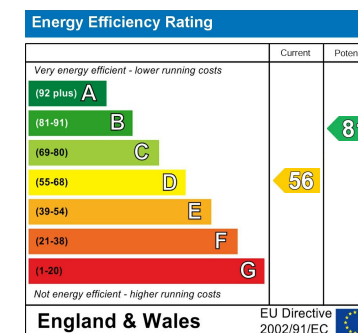 Energy Efficiency Rating
Current
Very energy efficient - lower running costs
(92 plus) A
(81-91) B
(69-80) C
(55-68) D
56
(39-54) E
(21-38) F
(1-20) G
Not energy efficient - higher running costs
England & Wales
EU Directive
2002/91/EC